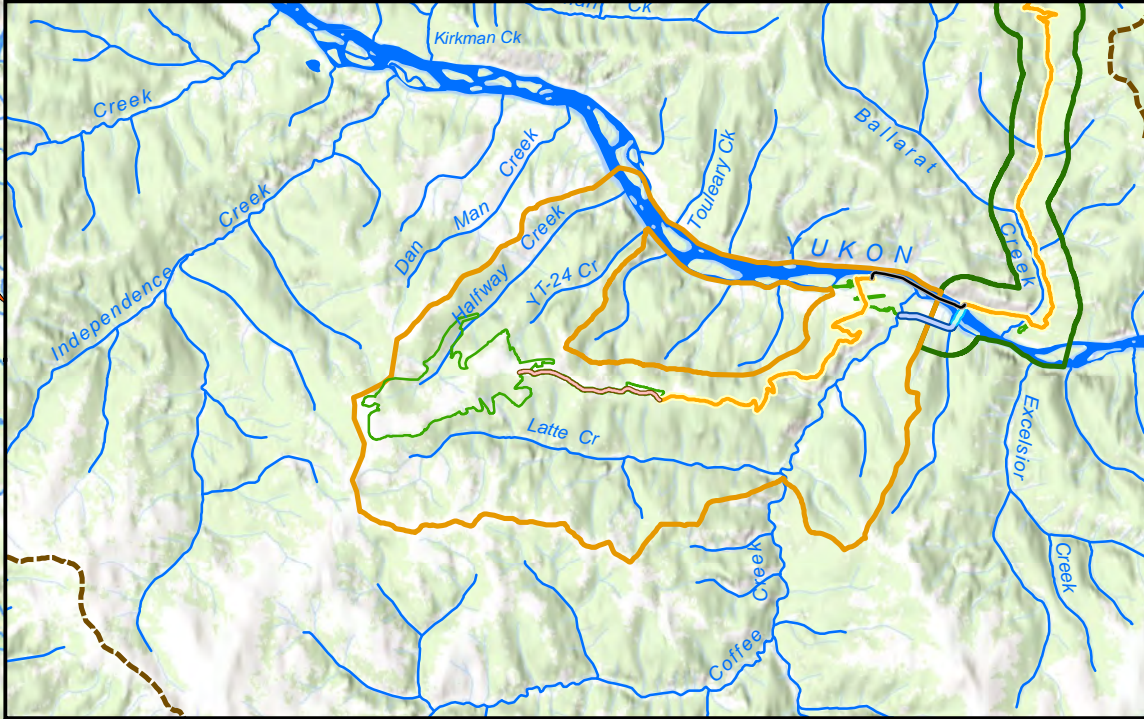 Ck
Kirkman Ck
Creek
Ballarat
Creek
Dan Man Creek
Touleary Ck
Independence Creek
Halfway Creek
YUKON
YT-24 Cr
Creek
Latte Cr
Excelsior
Creek
Coffee Creek